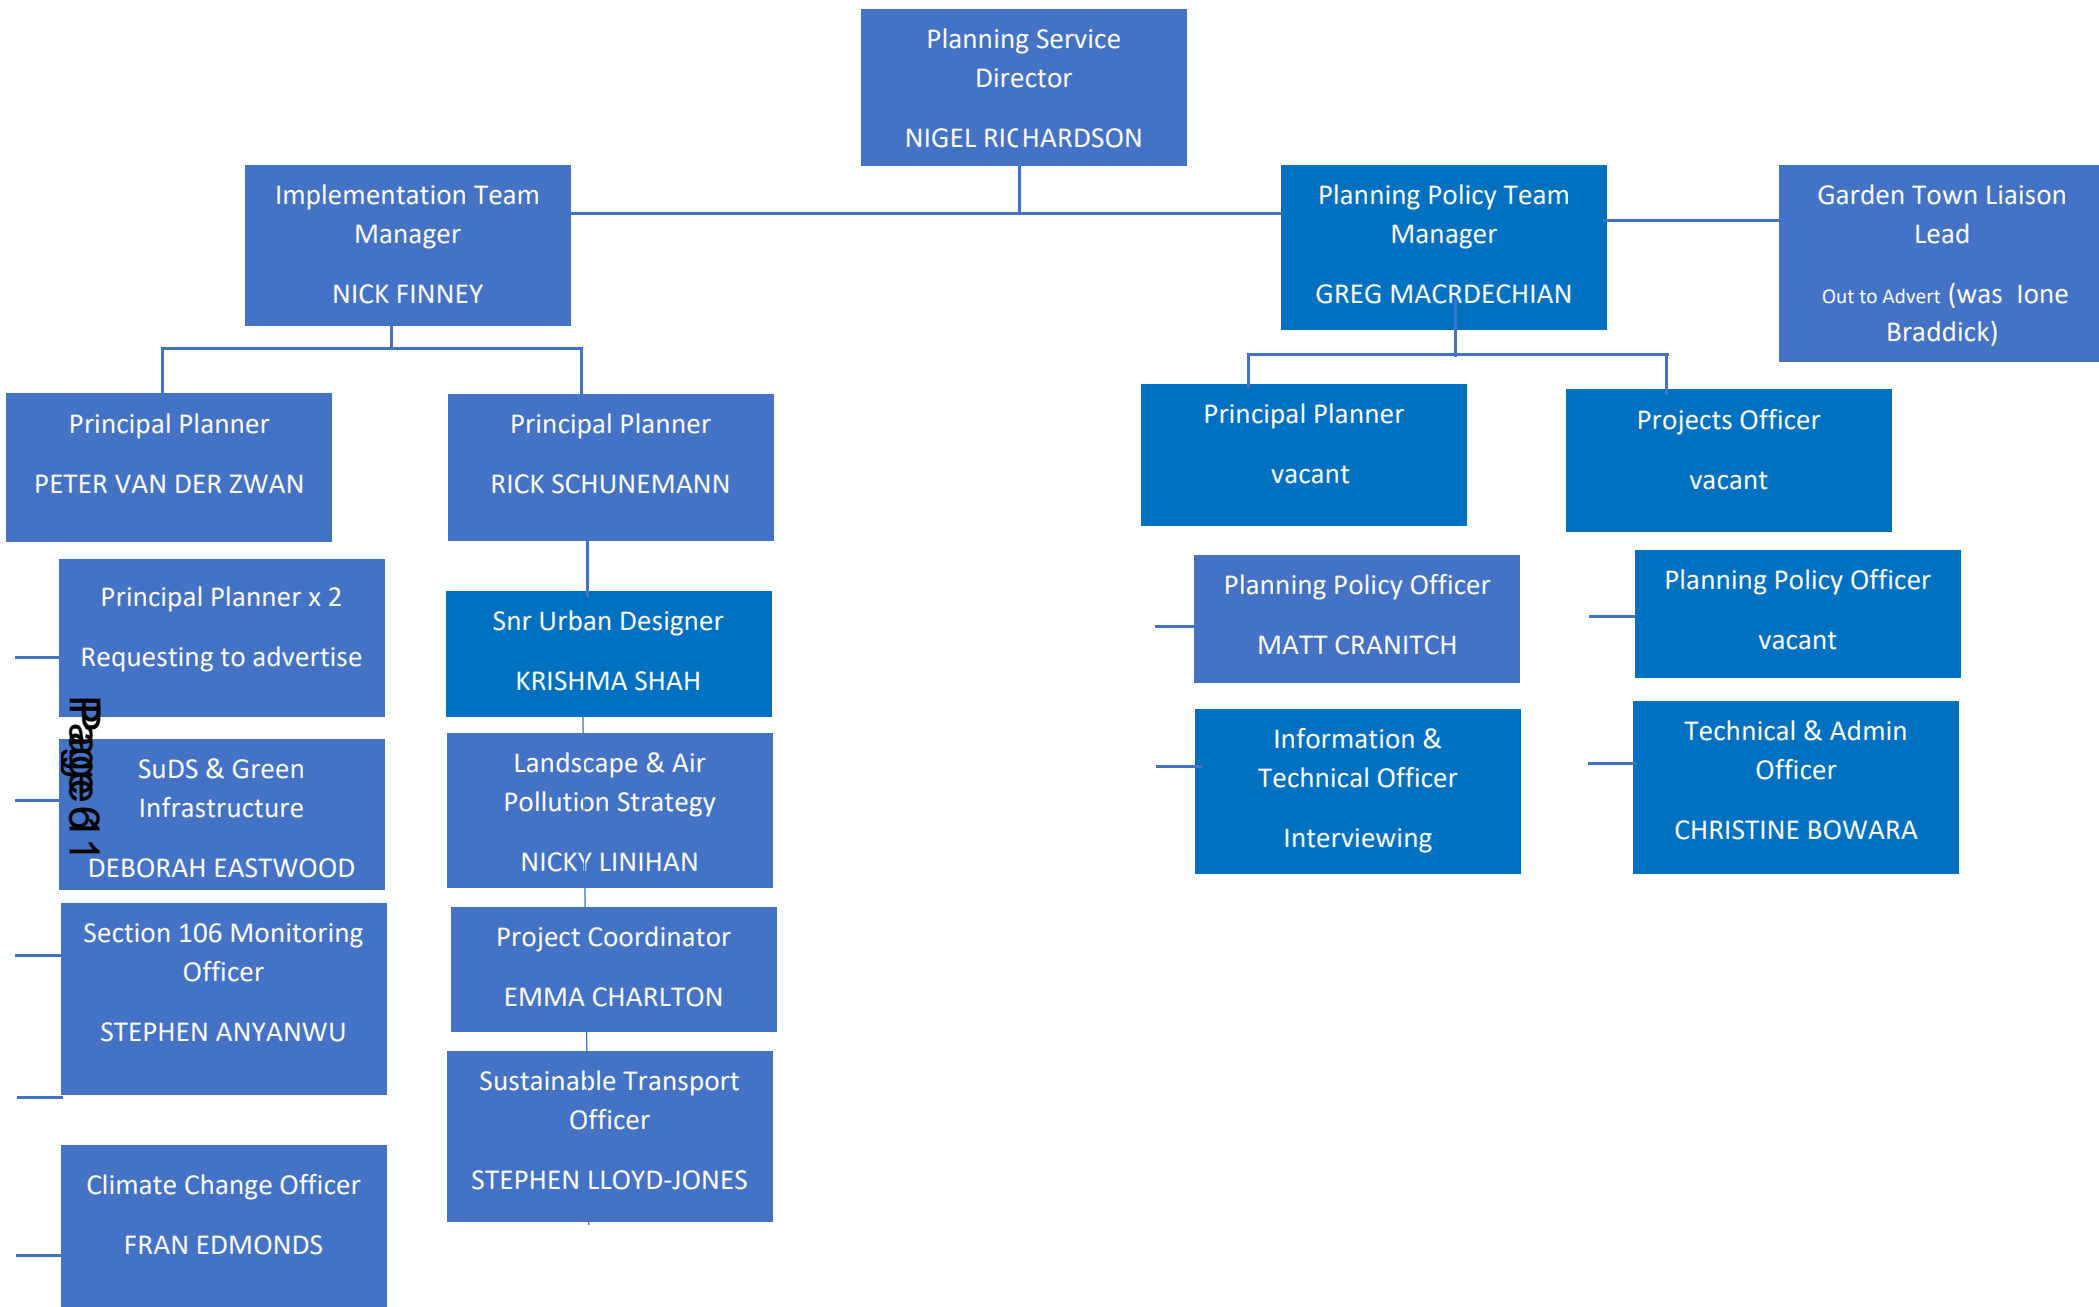 Planning Service
Director
NIGEL RICHARDSON
Implementation Team
Manager
NICK FINNEY
Planning Policy Team
Manager
GREG MACRDECHIAN
Garden Town Liaison
Lead
Out to Advert (was Ione
Braddick)
Principal Planner
PETER VAN DER ZWAN
Principal Planner
RICK SCHUNEMANN
Principal Planner
vacant
Projects Officer
vacant
Principal Planner x 2
Requesting to advertise
Snr Urban Designer
KRISHMA SHAH
Planning Policy Officer
MATT CRANITCH
Planning Policy Officer
vacant
SuDS & Green
Infrastructure
DEBORAH EASTWOOD
Landscape & Air
Pollution Strategy
NICKY LINIHAN
Information &
Technical Officer
Interviewing
Technical & Admin
Officer
CHRISTINE BOWARA
Section 106 Monitoring
Officer
STEPHEN ANYANWU
Project Coordinator
EMMA CHARLTON
Sustainable Transport
Officer
STEPHEN LLOYD-JONES
Climate Change Officer
FRAN EDMONDS